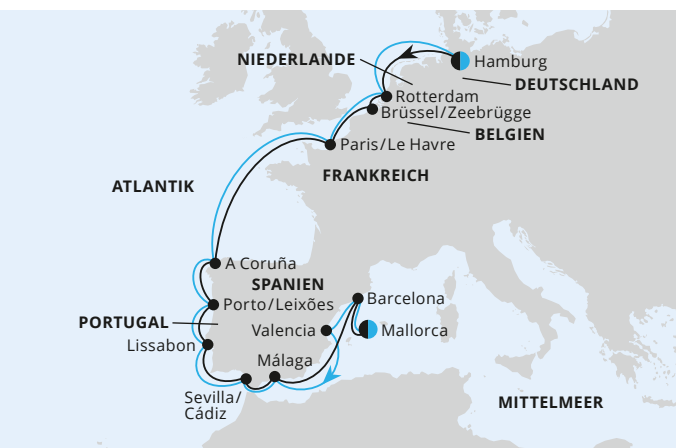 NIEDERLANDE
Hamburg
DEUTSCHLAND
Rotterdam
Brüssel/Zeebrügge
BELGIEN
Paris/Le Havre
FRANKREICH
ATLANTIK
A Coruña
SPANIEN
Barcelona
Porto/Leixões
PORTUGAL
Valencia
Mallorca
Lissabon
Málaga
Sevilla/
Cádiz
MITTELMEER